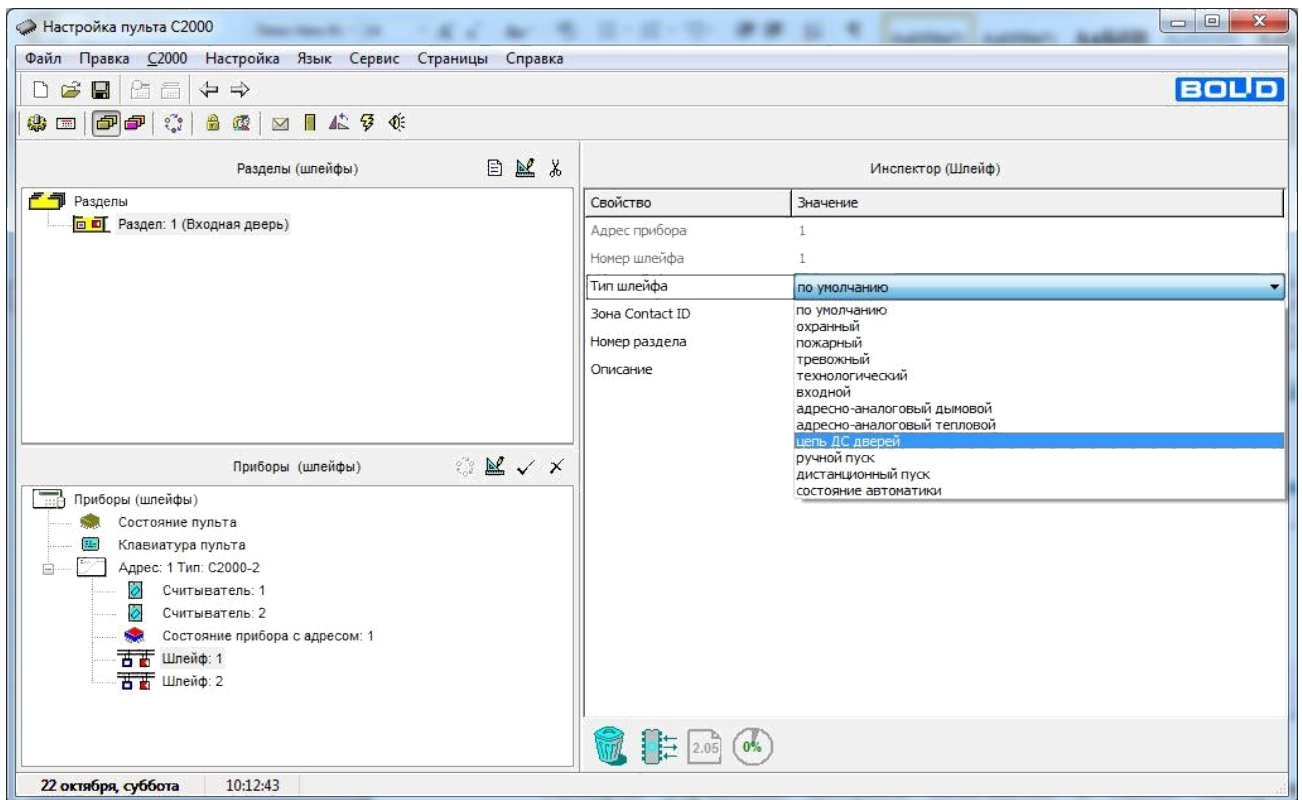 Настройка пульта С2000
Файл Правка С2000 Настройка Язык Сервис Страницы Справка
BOLID
Разделы (шлейфы)
Разделы
Раздел: 1 (Входная дверь)
Приборы (шлейфы)
Приборы (шлейфы)
Состояние пульта
Клавиатура пульта
Адрес: 1 Тип: С2000-2
Считыватель: 1
Считыватель: 2
Состояние прибора с адресом: 1
Шлейф: 1
Шлейф: 2
Инспектор (Шлейф)
Свойство Значение
Адрес прибора 1
Номер шлейфа 1
Тип шлейфа по умолчанию
Зона Contact ID
Номер раздела
Описание
по умолчанию
охранный
пожарный
тревожный
технологический
входной
адресно-аналоговый дымовой
адресно-аналоговый тепловой
цепь ДС дверей
ручной пуск
дистанционный пуск
состояние автоматики
2.05 0%
22 октября, суббота 10:12:43